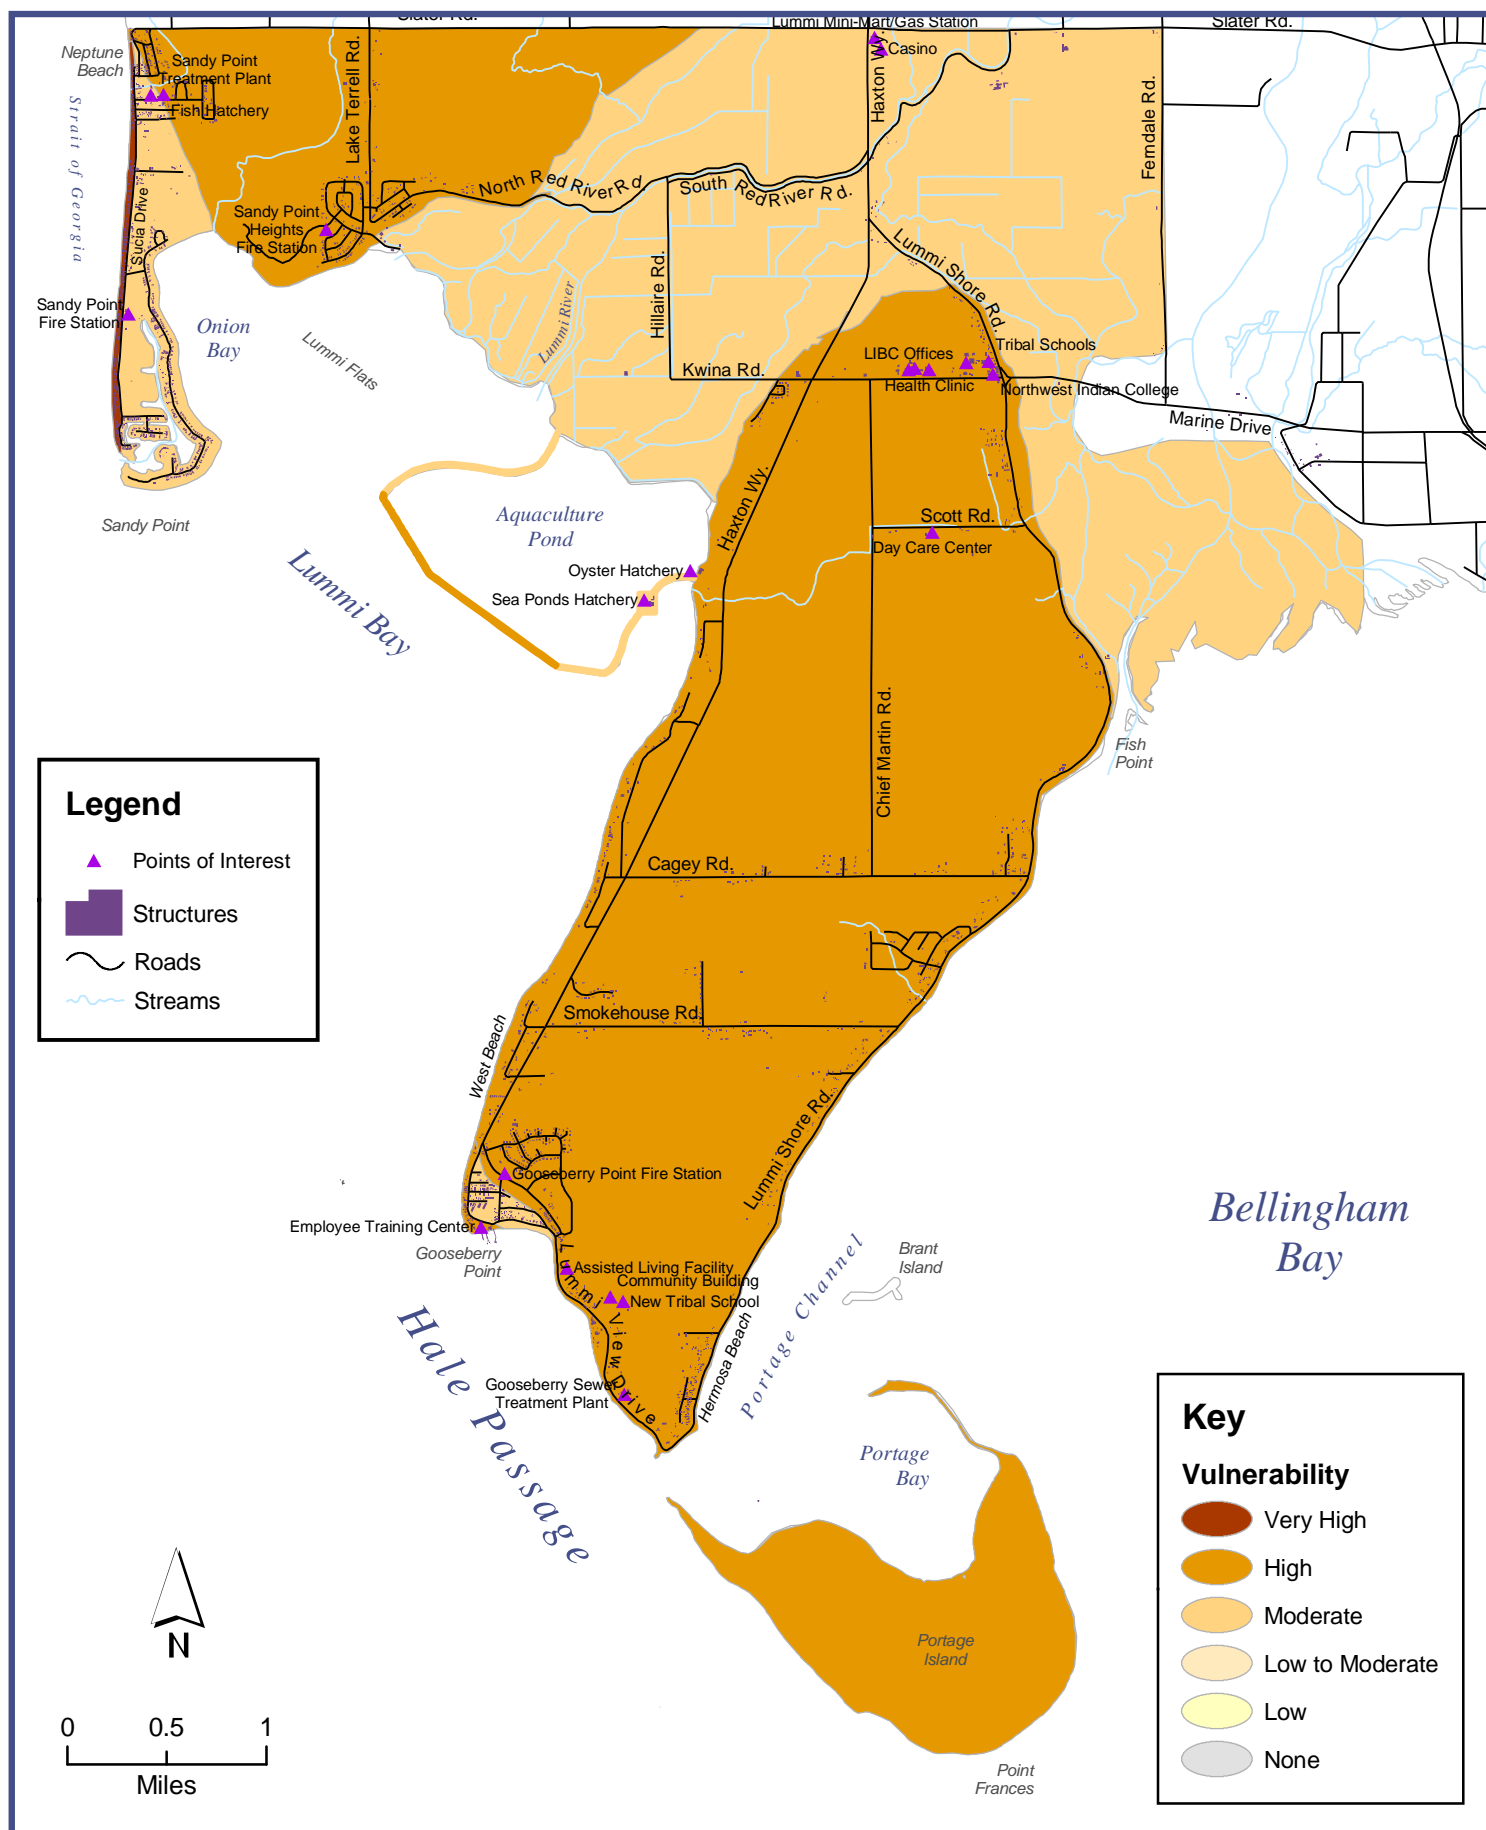 Slater Rd.
Lummi Mini-Mart/Gas Station
Slater Rd.
Casino
Neptune
Beach
Sandy Point
Treatment Plant
Fish Hatchery
Strait of Georgia
Lake Terrell Rd.
Haxton Wy.
Ferndale Rd.
North Red River Rd.
South Red River Rd.
Sucia Drive
Sandy Point
Heights
Fire Station
Lummi Shore Rd.
Hillaire Rd.
Lummi River
Sandy Point
Fire Station
Onion
Bay
Lummi Flats
Tribal Schools
LIBC Offices
Kwina Rd.
Health Clinic
Northwest Indian College
Marine Drive
Haxton Wy.
Sandy Point
Aquaculture
Pond
Scott Rd.
Day Care Center
Lummi Bay
Oyster Hatchery
Sea Ponds Hatchery
Chief Martin Rd.
Fish
Point
Legend
Points of Interest
Structures
Roads
Streams
Cagey Rd.
Smokehouse Rd.
West Beach
Lummi Shore Rd.
Gooseberry Point Fire Station
Employee Training Center
Gooseberry
Point
Bellingham
Bay
Brant
Island
Portage Channel
Assisted Living Facility
Community Building
New Tribal School
Lummi View Drive
Hermosa Beach
Hale Passage
Gooseberry Sewer
Treatment Plant
Portage
Bay
Portage
Island
Point
Frances
N
0 0.5 1
Miles
Key
Vulnerability
Very High
High
Moderate
Low to Moderate
Low
None